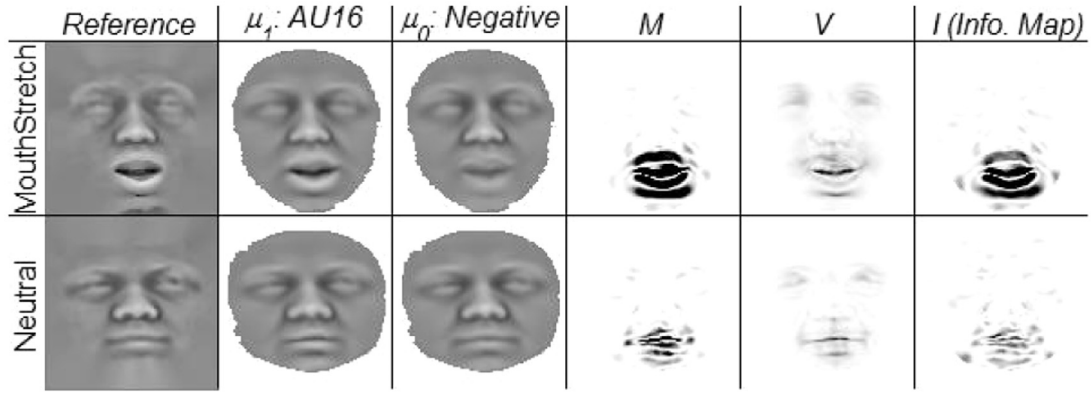 Reference μ₁: AU16 μ₀: Negative M V I (Info. Map)
MouthStretch
Neutral